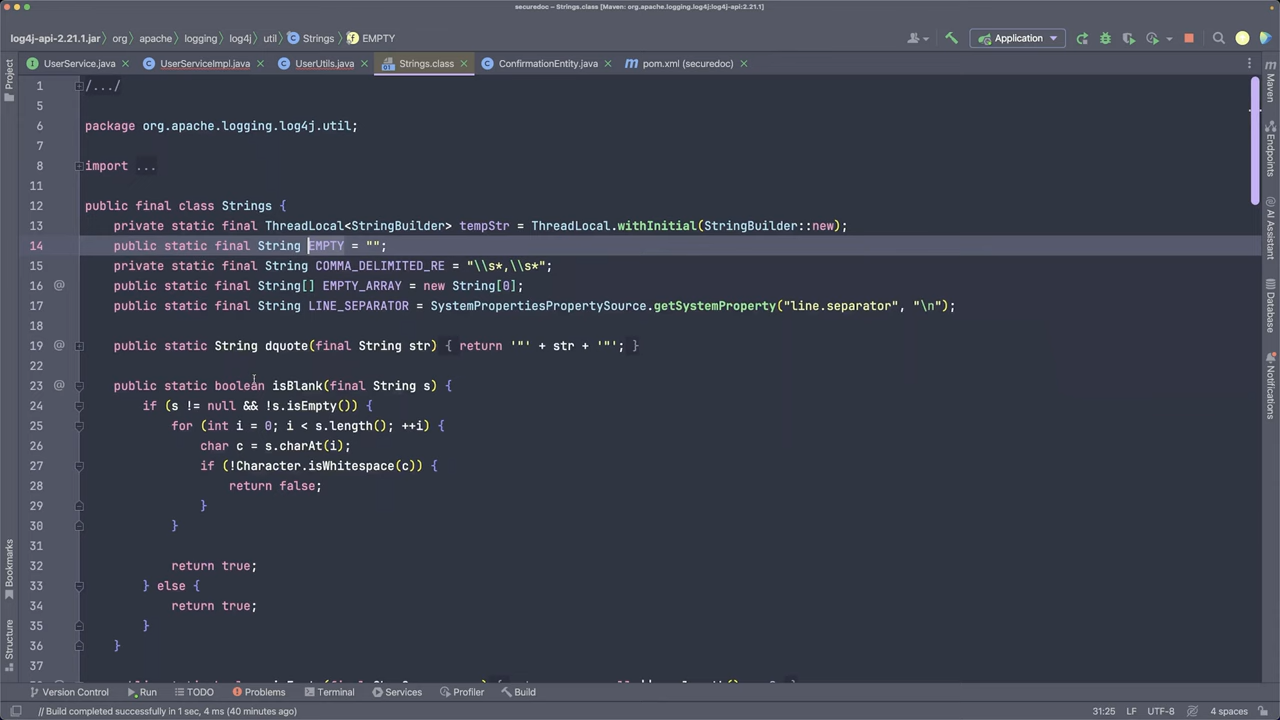 securedoc – Strings.class [Maven: org.apache.logging.log4j:log4j-api-2.21.1]
log4j-api-2.21.1.jar › org › apache › logging › log4j › util › Strings › EMPTY
Application
UserService.java
UserServiceImpl.java
UserUtils.java
Strings.class
ConfirmationEntity.java
pom.xml (securedoc)
Project
Bookmarks
Structure
Maven
Endpoints
AI Assistant
Database
Notifications
1 /.../
5
6 package org.apache.logging.log4j.util;
7
8 import ...
11
12 public final class Strings {
13 private static final ThreadLocal<StringBuilder> tempStr = ThreadLocal.withInitial(StringBuilder::new);
14 public static final String EMPTY = "";
15 private static final String COMMA_DELIMITED_RE = "\\s*,\\s*";
16 @ public static final String[] EMPTY_ARRAY = new String[0];
17 public static final String LINE_SEPARATOR = SystemPropertiesPropertySource.getSystemProperty("line.separator", "\n");
18
19 @ public static String dquote(final String str) { return '"' + str + '"'; }
22
23 @ public static boolean isBlank(final String s) {
24 if (s != null && !s.isEmpty()) {
25 for (int i = 0; i < s.length(); ++i) {
26 char c = s.charAt(i);
27 if (!Character.isWhitespace(c)) {
28 return false;
29 }
30 }
31
32 return true;
33 } else {
34 return true;
35 }
36 }
37
Version Control
Run
TODO
Problems
Terminal
Services
Profiler
Build
// Build completed successfully in 1 sec, 4 ms (40 minutes ago)
31:25 LF UTF-8 4 spaces